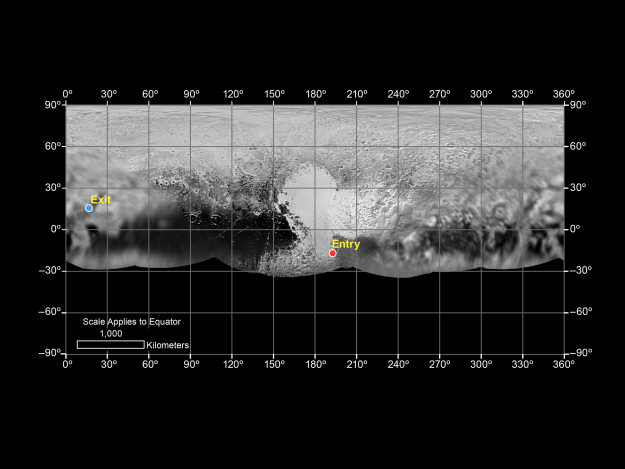 0° 30° 60° 90° 120° 150° 180° 210° 240° 270° 300° 330° 360°
90° 90°
60° 60°
30° 30°
Exit
0° 0°
Entry
−30° −30°
−60° −60°
Scale Applies to Equator
1,000
Kilometers
−90° −90°
0° 30° 60° 90° 120° 150° 180° 210° 240° 270° 300° 330° 360°